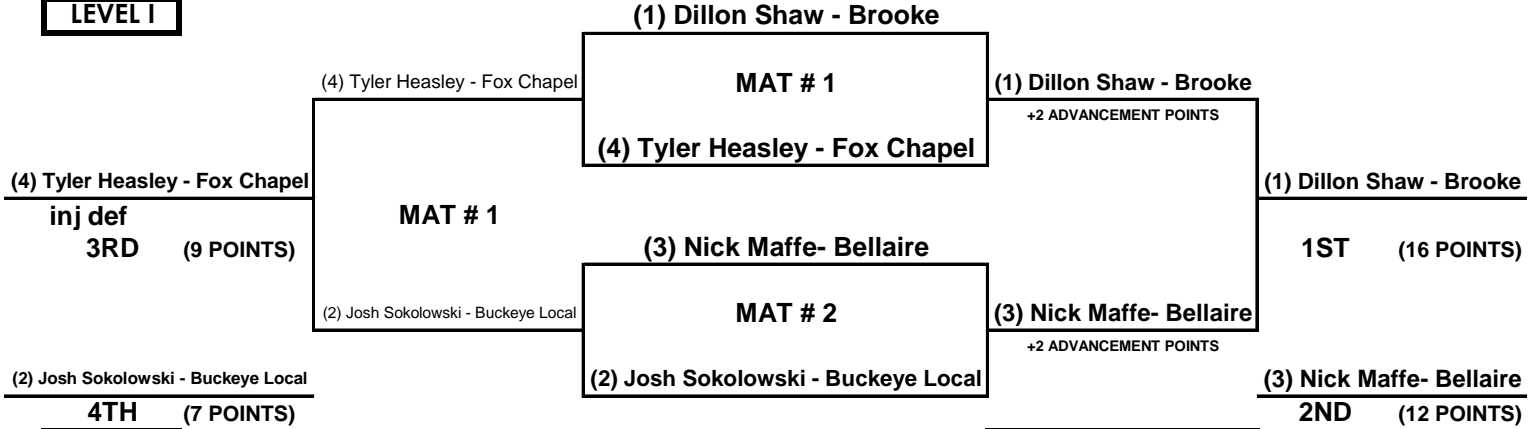 LEVEL I
(1) Dillon Shaw - Brooke
(4) Tyler Heasley - Fox Chapel
MAT # 1
(1) Dillon Shaw - Brooke
+2 ADVANCEMENT POINTS
(4) Tyler Heasley - Fox Chapel
(4) Tyler Heasley - Fox Chapel
(1) Dillon Shaw - Brooke
inj def
MAT # 1
3RD (9 POINTS)
(3) Nick Maffe- Bellaire
1ST (16 POINTS)
(2) Josh Sokolowski - Buckeye Local
MAT # 2
(3) Nick Maffe- Bellaire
+2 ADVANCEMENT POINTS
(2) Josh Sokolowski - Buckeye Local
(2) Josh Sokolowski - Buckeye Local
(3) Nick Maffe- Bellaire
4TH (7 POINTS)
2ND (12 POINTS)